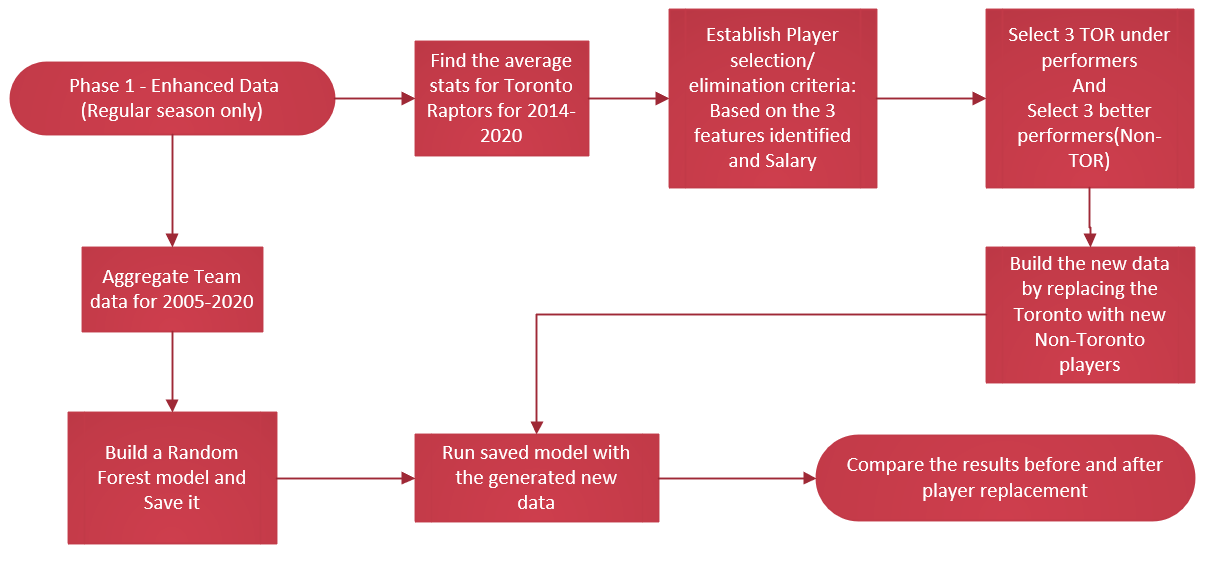 Phase 1 - Enhanced Data
(Regular season only)
Find the average
stats for Toronto
Raptors for 2014-
2020
Establish Player
selection/
elimination criteria:
Based on the 3
features identified
and Salary
Select 3 TOR under
performers
And
Select 3 better
performers(Non-
TOR)
Aggregate Team
data for 2005-2020
Build the new data
by replacing the
Toronto with new
Non-Toronto
players
Build a Random
Forest model and
Save it
Run saved model with
the generated new
data
Compare the results before and after
player replacement